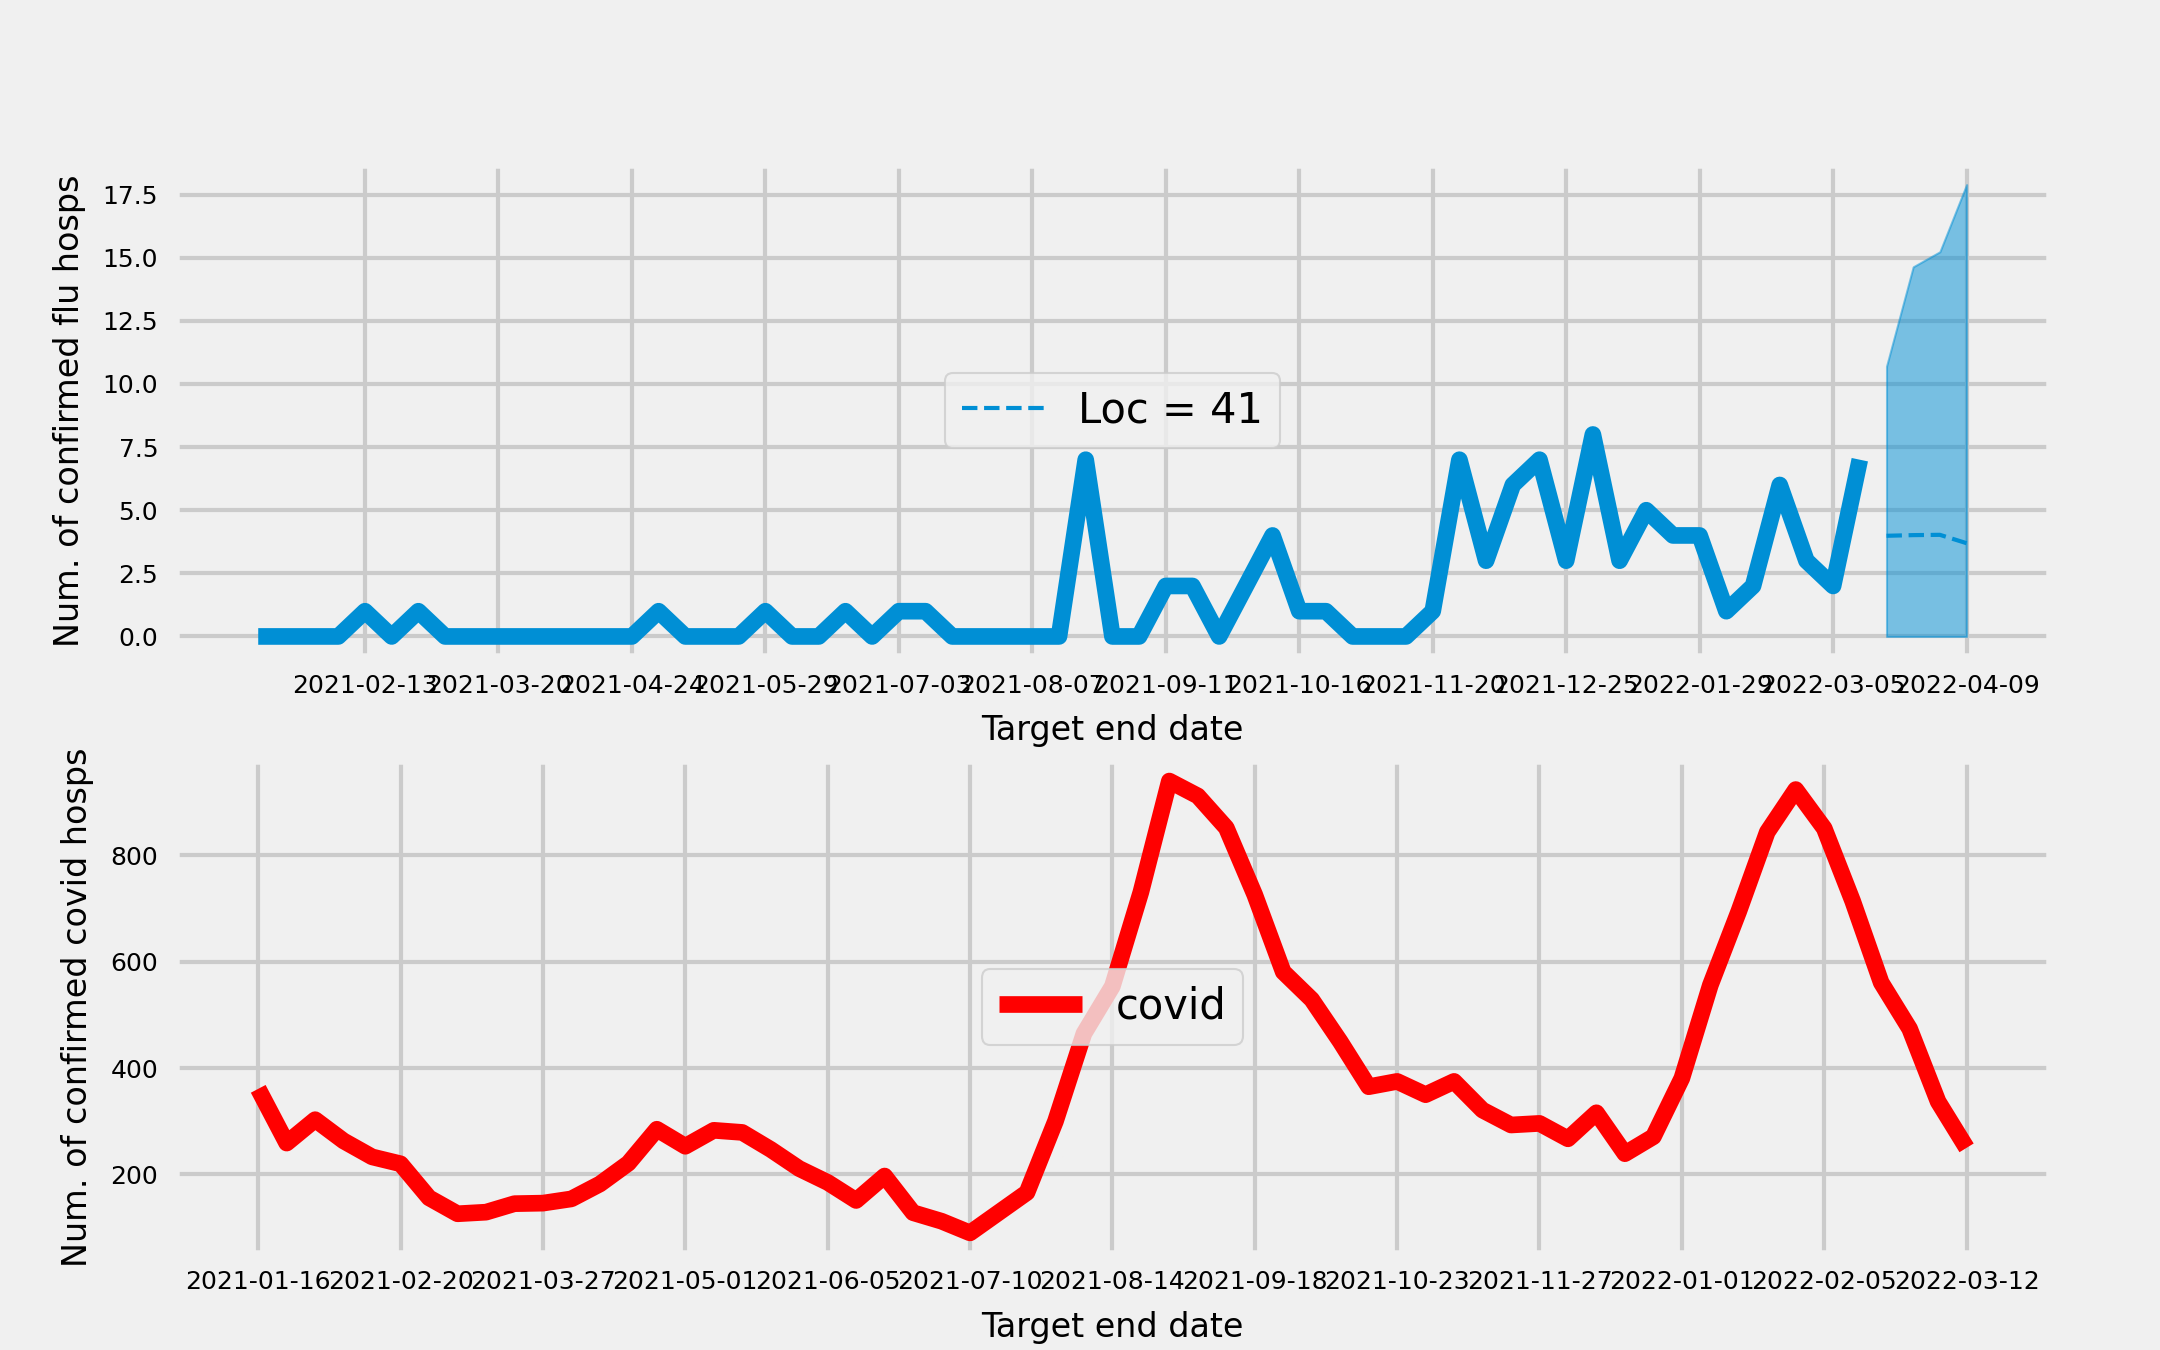 Num. of confirmed flu hosps
17.5
15.0
12.5
10.0
7.5
5.0
2.5
0.0
Loc = 41
2021-02-13 2021-03-20 2021-04-24 2021-05-29 2021-07-03 2021-08-07 2021-09-11 2021-10-16 2021-11-20 2021-12-25 2022-01-29 2022-03-05 2022-04-09
Target end date
Num. of confirmed covid hosps
800
600
400
200
covid
2021-01-16 2021-02-20 2021-03-27 2021-05-01 2021-06-05 2021-07-10 2021-08-14 2021-09-18 2021-10-23 2021-11-27 2022-01-01 2022-02-05 2022-03-12
Target end date